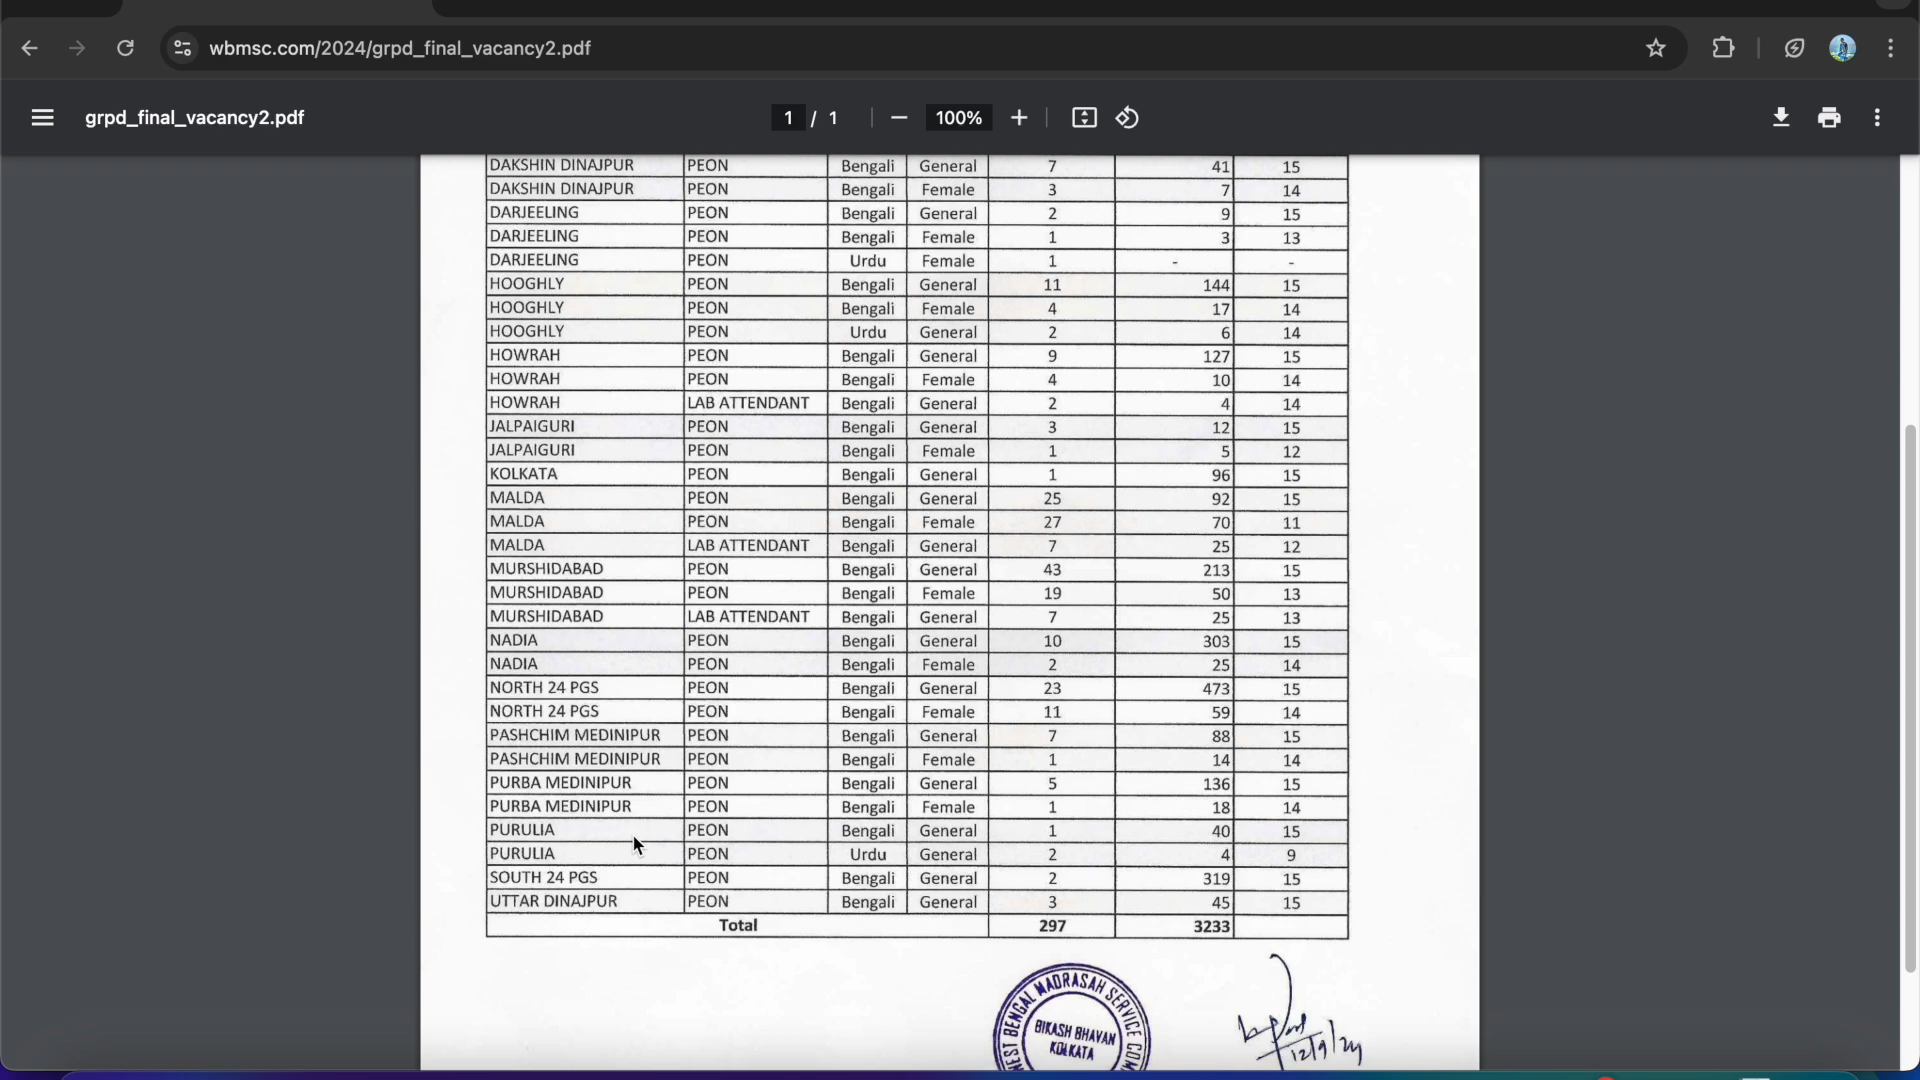 wbmsc.com/2024/grpd_final_vacancy2.pdf
grpd_final_vacancy2.pdf
1 / 1
100%
DAKSHIN DINAJPUR PEON Bengali General 7 41 15
DAKSHIN DINAJPUR PEON Bengali Female 3 7 14
DARJEELING PEON Bengali General 2 9 15
DARJEELING PEON Bengali Female 1 3 13
DARJEELING PEON Urdu Female 1 - -
HOOGHLY PEON Bengali General 11 144 15
HOOGHLY PEON Bengali Female 4 17 14
HOOGHLY PEON Urdu General 2 6 14
HOWRAH PEON Bengali General 9 127 15
HOWRAH PEON Bengali Female 4 10 14
HOWRAH LAB ATTENDANT Bengali General 2 4 14
JALPAIGURI PEON Bengali General 3 12 15
JALPAIGURI PEON Bengali Female 1 5 12
KOLKATA PEON Bengali General 1 96 15
MALDA PEON Bengali General 25 92 15
MALDA PEON Bengali Female 27 70 11
MALDA LAB ATTENDANT Bengali General 7 25 12
MURSHIDABAD PEON Bengali General 43 213 15
MURSHIDABAD PEON Bengali Female 19 50 13
MURSHIDABAD LAB ATTENDANT Bengali General 7 25 13
NADIA PEON Bengali General 10 303 15
NADIA PEON Bengali Female 2 25 14
NORTH 24 PGS PEON Bengali General 23 473 15
NORTH 24 PGS PEON Bengali Female 11 59 14
PASHCHIM MEDINIPUR PEON Bengali General 7 88 15
PASHCHIM MEDINIPUR PEON Bengali Female 1 14 14
PURBA MEDINIPUR PEON Bengali General 5 136 15
PURBA MEDINIPUR PEON Bengali Female 1 18 14
PURULIA PEON Bengali General 1 40 15
PURULIA PEON Urdu General 2 4 9
SOUTH 24 PGS PEON Bengali General 2 319 15
UTTAR DINAJPUR PEON Bengali General 3 45 15
Total 297 3233
BENGAL MADRASAH SERVICE
BIKASH BHAVAN
KOLKATA
12/9/24